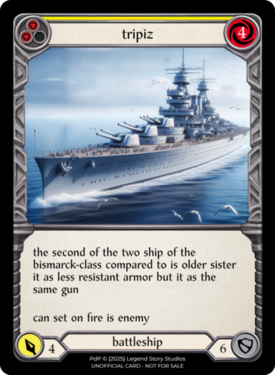 4
tripiz
the second of the two ship of the
bismarck-class compared to is older sister
it as less resistant armor but it as the
same gun
can set on fire is enemy
4
battleship
6
PdP © (2025) Legend Story Studios
UNOFFICIAL CARD - NOT FOR SALE